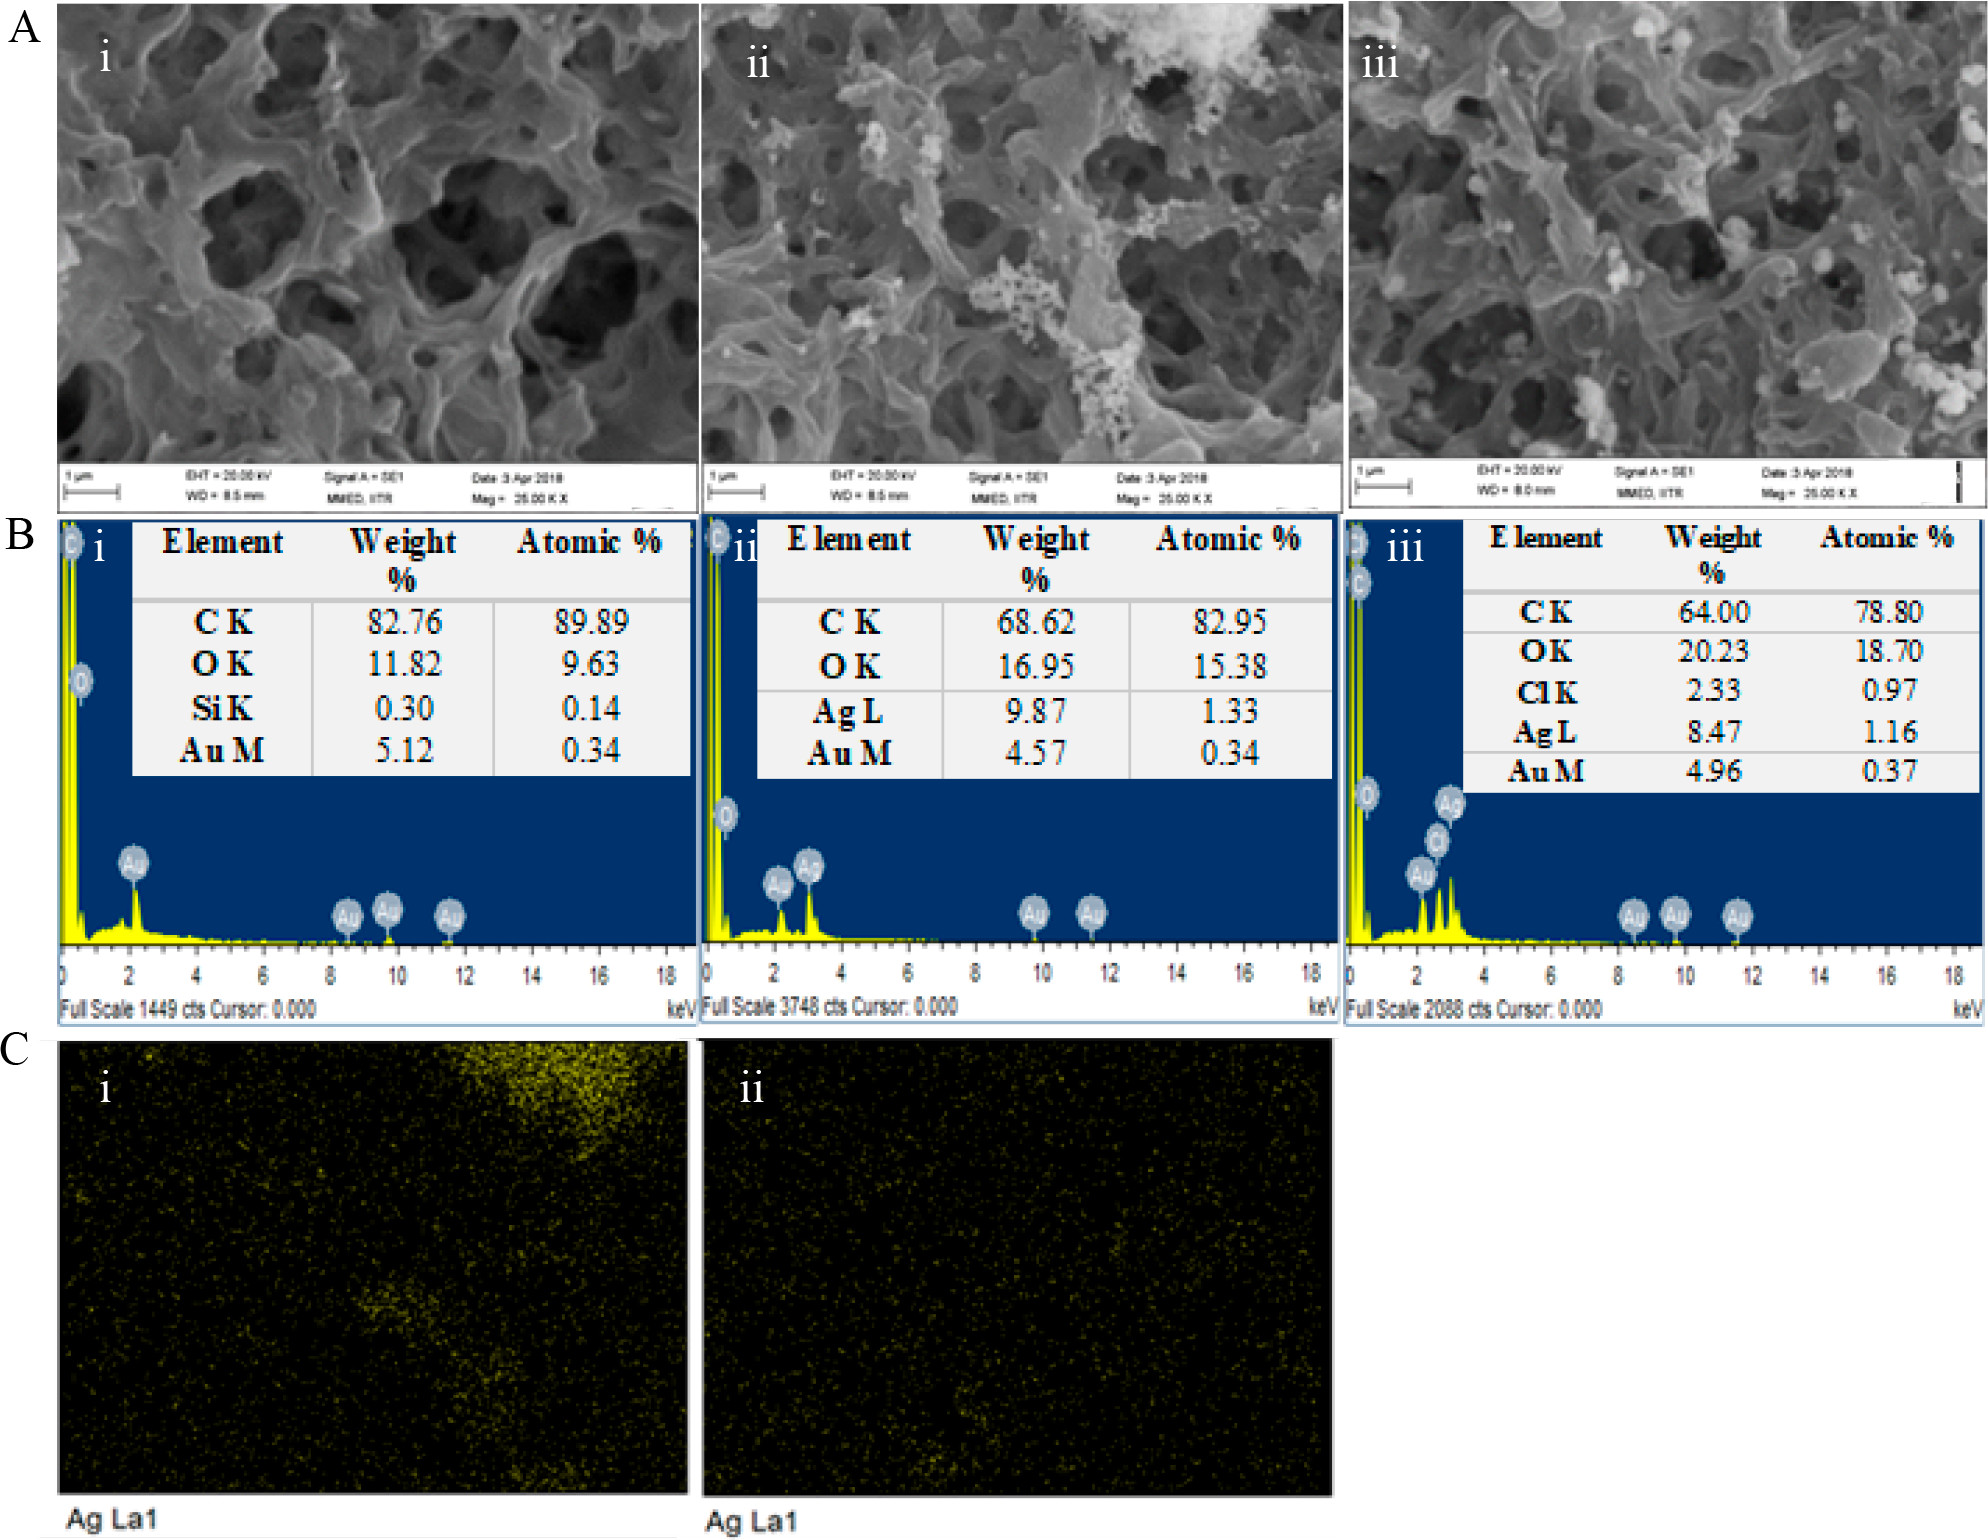 A
i
ii
iii
1 µm EHT = 20.00 kV Signal A = SE1 Date :3 Apr 2018
WD = 8.5 mm MMED, IITR Mag = 25.00 K X
1 µm EHT = 20.00 kV Signal A = SE1 Date :3 Apr 2018
WD = 8.5 mm MMED, IITR Mag = 25.00 K X
1 µm EHT = 20.00 kV Signal A = SE1 Date :3 Apr 2018
WD = 8.0 mm MMED, IITR Mag = 25.00 K X
B
i
Element Weight % Atomic %
C K 82.76 89.89
O K 11.82 9.63
Si K 0.30 0.14
Au M 5.12 0.34
C
O
Au
Au Au Au
0 2 4 6 8 10 12 14 16 18
Full Scale 1449 cts Cursor: 0.000 keV
ii
Element Weight % Atomic %
C K 68.62 82.95
O K 16.95 15.38
Ag L 9.87 1.33
Au M 4.57 0.34
C
O
Au Ag
Au Au
0 2 4 6 8 10 12 14 16 18
Full Scale 3748 cts Cursor: 0.000 keV
iii
Element Weight % Atomic %
C K 64.00 78.80
O K 20.23 18.70
Cl K 2.33 0.97
Ag L 8.47 1.16
Au M 4.96 0.37
C
O
Ag
Cl
Au
Au Au Au
0 2 4 6 8 10 12 14 16 18
Full Scale 2088 cts Cursor: 0.000 keV
C
i
ii
Ag La1
Ag La1